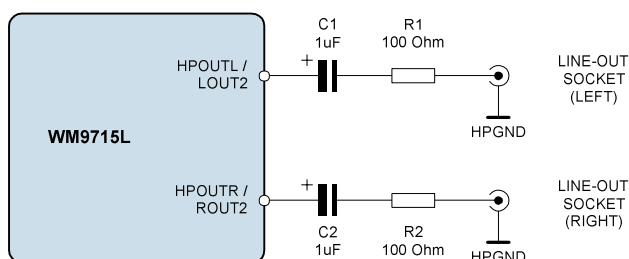 C1
1uF
R1
100 Ohm
+
HPOUTL /
LOUT2
LINE-OUT
SOCKET
(LEFT)
HPGND
WM9715L
HPOUTR /
ROUT2
+
LINE-OUT
SOCKET
(RIGHT)
C2
1uF
R2
100 Ohm
HPGND